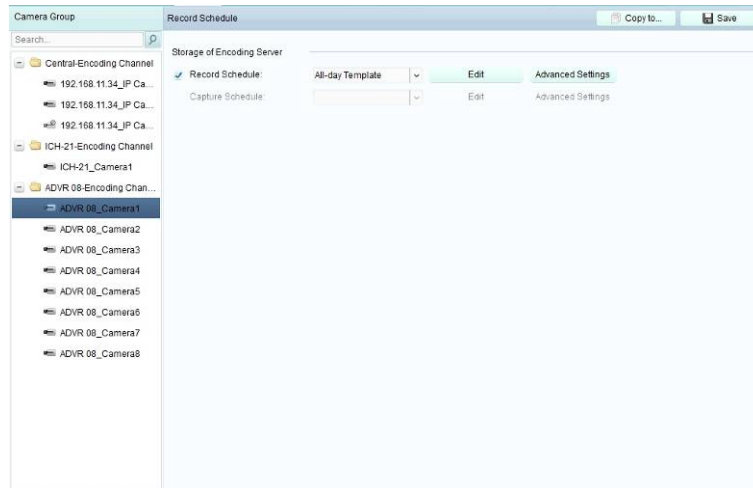 Camera Group
Record Schedule
Copy to...
Save
Search...
Storage of Encoding Server
Central-Encoding Channel
Record Schedule:
All-day Template
Edit
Advanced Settings
192.168.11.34_IP Ca...
Capture Schedule:
Edit
Advanced Settings
192.168.11.34_IP Ca...
192.168.11.34_IP Ca...
ICH-21-Encoding Channel
ICH-21_Camera1
ADVR 08-Encoding Chan...
ADVR 08_Camera1
ADVR 08_Camera2
ADVR 08_Camera3
ADVR 08_Camera4
ADVR 08_Camera5
ADVR 08_Camera6
ADVR 08_Camera7
ADVR 08_Camera8